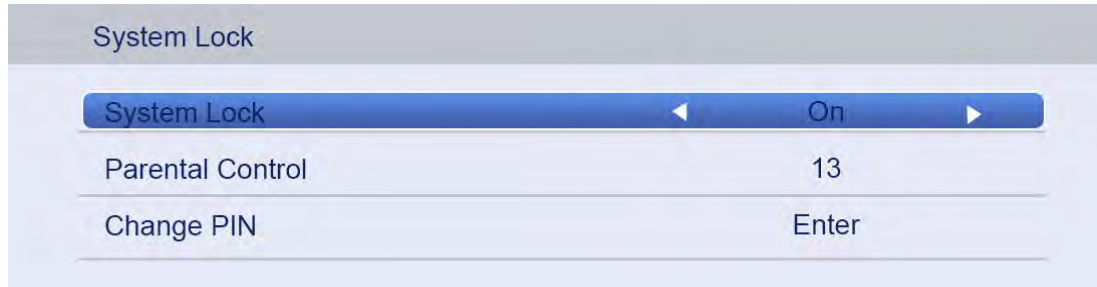 System Lock
System Lock On
Parental Control 13
Change PIN Enter